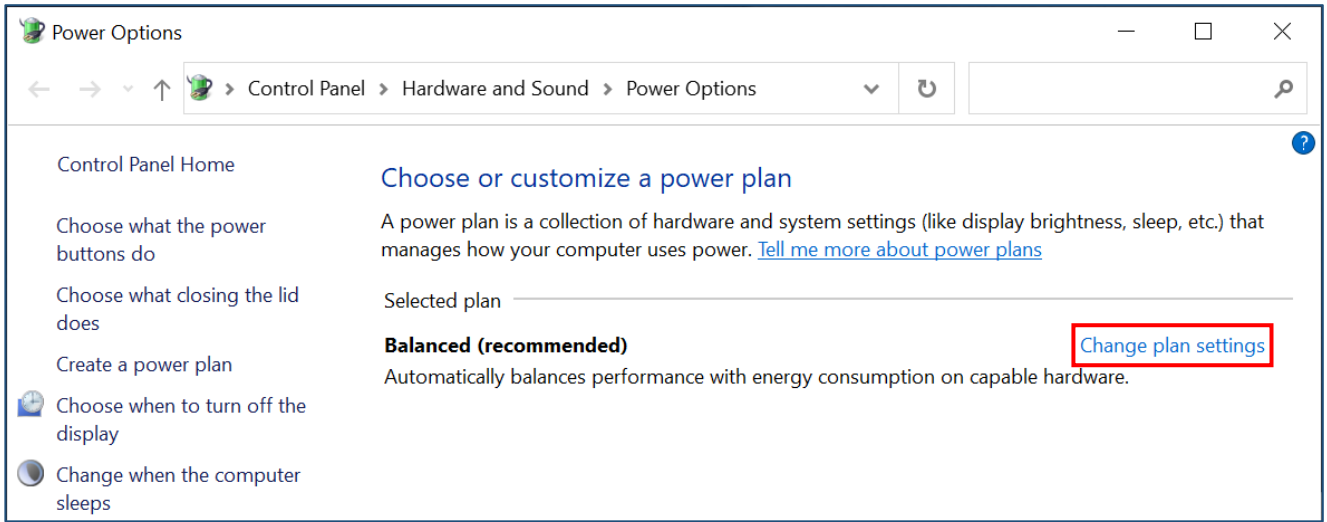 Power Options
Control Panel > Hardware and Sound > Power Options
Control Panel Home
Choose what the power
buttons do
Choose what closing the lid
does
Create a power plan
Choose when to turn off the
display
Change when the computer
sleeps
?
Choose or customize a power plan
A power plan is a collection of hardware and system settings (like display brightness, sleep, etc.) that
manages how your computer uses power. Tell me more about power plans
Selected plan
Balanced (recommended) Change plan settings
Automatically balances performance with energy consumption on capable hardware.